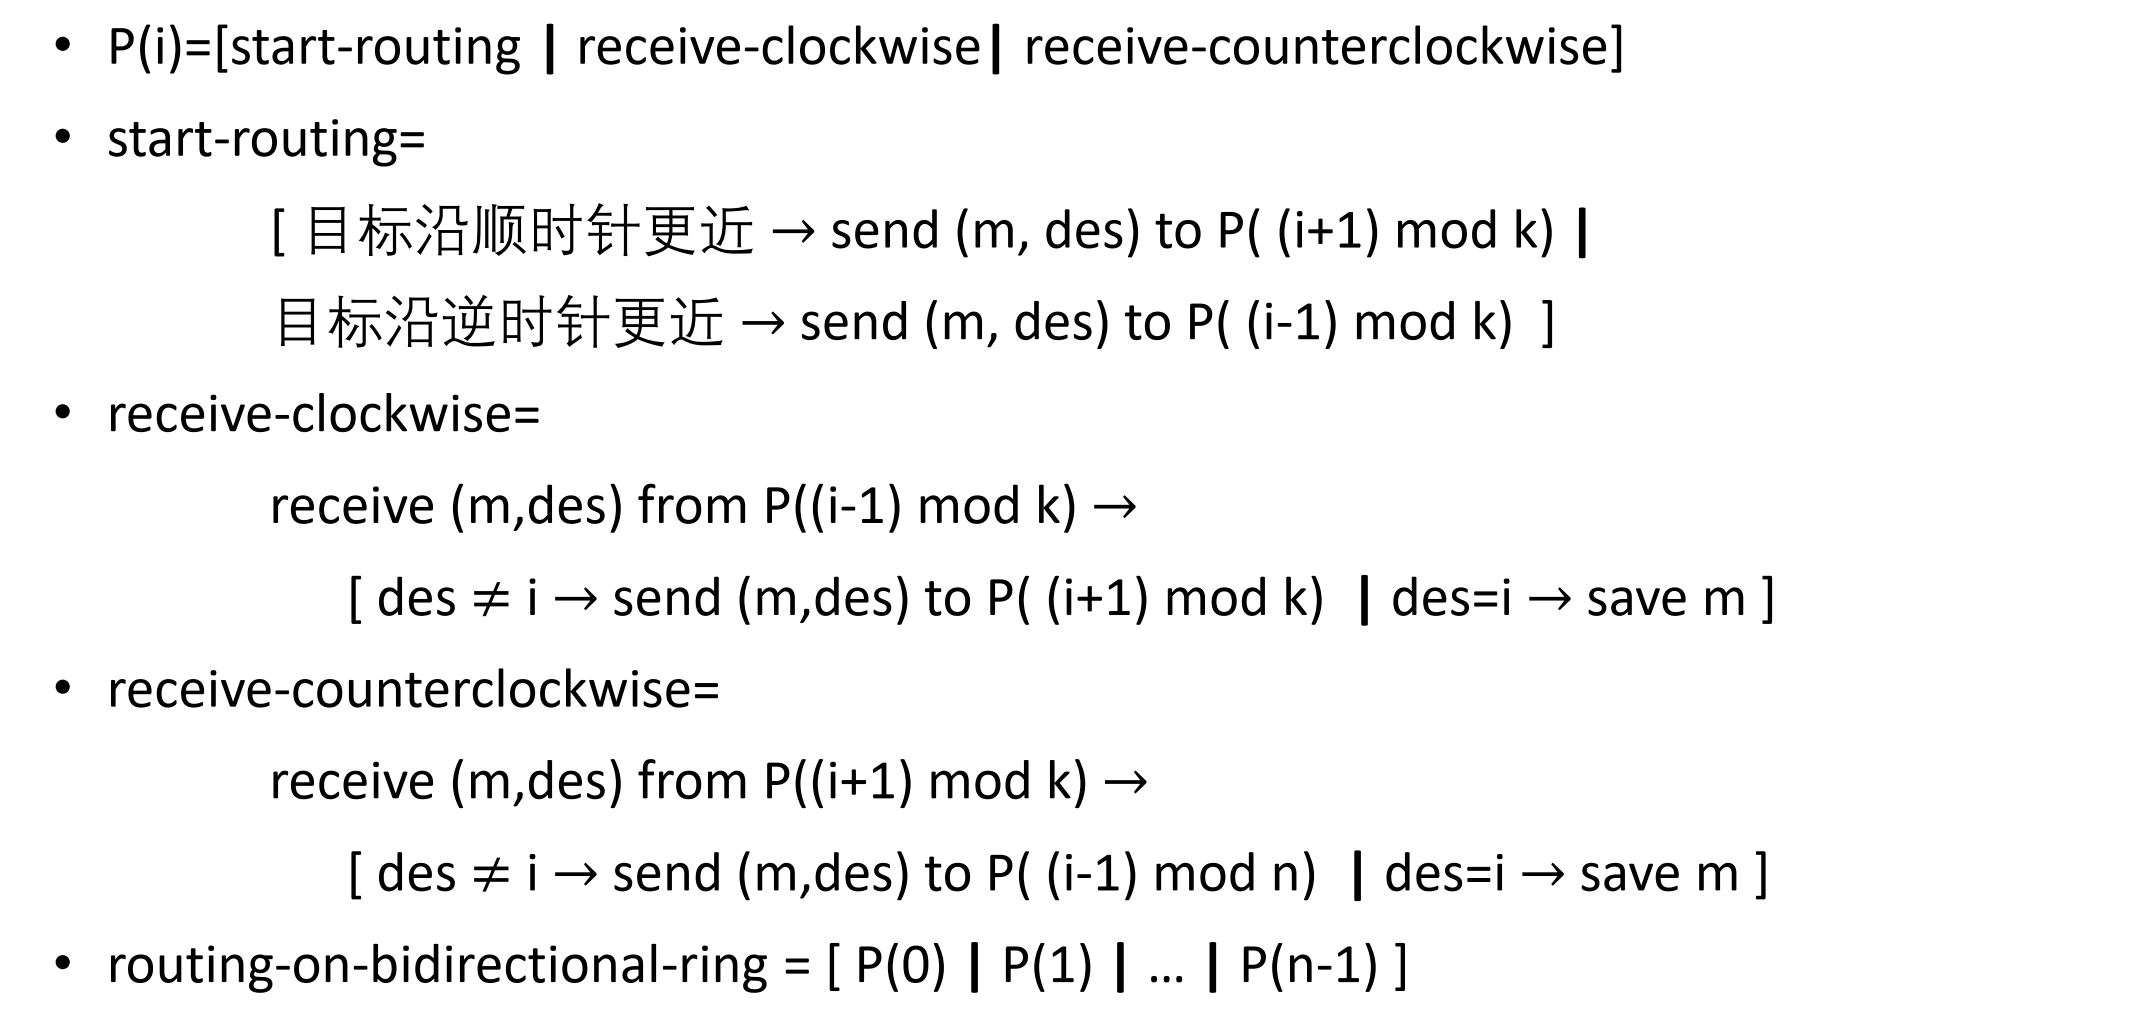 • P(i)=[start-routing | receive-clockwise| receive-counterclockwise]
• start-routing=
[ 目标沿顺时针更近 → send (m, des) to P( (i+1) mod k) |
目标沿逆时针更近 → send (m, des) to P( (i-1) mod k) ]
• receive-clockwise=
receive (m,des) from P((i-1) mod k) →
[ des ≠ i → send (m,des) to P( (i+1) mod k) | des=i → save m ]
• receive-counterclockwise=
receive (m,des) from P((i+1) mod k) →
[ des ≠ i → send (m,des) to P( (i-1) mod n) | des=i → save m ]
• routing-on-bidirectional-ring = [ P(0) | P(1) | … | P(n-1) ]